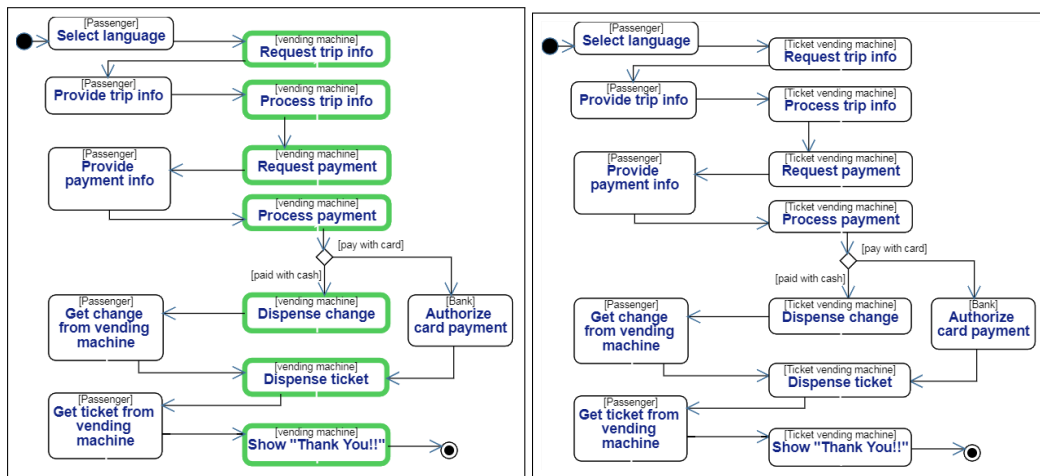 [Passenger]
Select language
[vending machine]
Request trip info
[Passenger]
Provide trip info
[vending machine]
Process trip info
[Passenger]
Provide
payment info
[vending machine]
Request payment
[vending machine]
Process payment
[pay with card]
[paid with cash]
[Passenger]
Get change
from vending
machine
[vending machine]
Dispense change
[Bank]
Authorize
card payment
[vending machine]
Dispense ticket
[Passenger]
Get ticket from
vending
machine
[vending machine]
Show "Thank You!!"
[Passenger]
Select language
[Ticket vending machine]
Request trip info
[Passenger]
Provide trip info
[Ticket vending machine]
Process trip info
[Passenger]
Provide
payment info
[Ticket vending machine]
Request payment
[Ticket vending machine]
Process payment
[pay with card]
[paid with cash]
[Passenger]
Get change
from vending
machine
[Ticket vending machine]
Dispense change
[Bank]
Authorize
card payment
[Ticket vending machine]
Dispense ticket
[Passenger]
Get ticket from
vending
machine
[Ticket vending machine]
Show "Thank You!!"